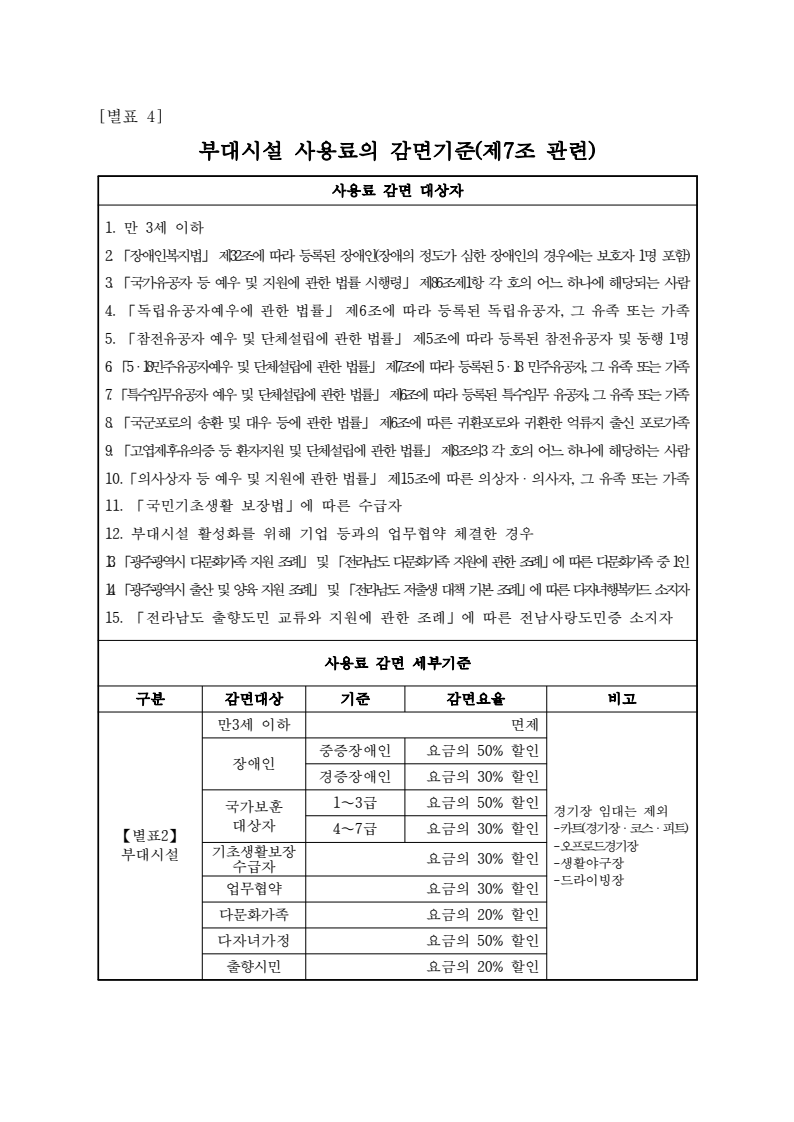 [별표 4]
부대시설 사용료의 감면기준(제7조 관련)
사용료 감면 대상자
1. 만 3세 이하
2. 「장애인복지법」 제32조에 따라 등록된 장애인(장애의 정도가 심한 장애인의 경우에는 보호자 1명 포함)
3. 「국가유공자 등 예우 및 지원에 관한 법률 시행령」 제86조제1항 각 호의 어느 하나에 해당되는 사람
4. 「독립유공자예우에 관한 법률」 제6조에 따라 등록된 독립유공자, 그 유족 또는 가족
5. 「참전유공자 예우 및 단체설립에 관한 법률」 제5조에 따라 등록된 참전유공자 및 동행 1명
6. 「5·18민주유공자예우 및 단체설립에 관한 법률」 제7조에 따라 등록된 5·18 민주유공자, 그 유족 또는 가족
7. 「특수임무유공자 예우 및 단체설립에 관한 법률」 제6조에 따라 등록된 특수임무 유공자, 그 유족 또는 가족
8. 「국군포로의 송환 및 대우 등에 관한 법률」 제6조에 따른 귀환포로와 귀환한 억류지 출신 포로가족
9. 「고엽제후유의증 등 환자지원 및 단체설립에 관한 법률」 제8조의3 각 호의 어느 하나에 해당하는 사람
10. 「의사상자 등 예우 및 지원에 관한 법률」 제15조에 따른 의상자·의사자, 그 유족 또는 가족
11. 「국민기초생활 보장법」에 따른 수급자
12. 부대시설 활성화를 위해 기업 등과의 업무협약 체결한 경우
13. 「광주광역시 다문화가족 지원 조례」 및 「전라남도 다문화가족 지원에 관한 조례」에 따른 다문화가족 중 1인
14. 「광주광역시 출산 및 양육 지원 조례」 및 「전라남도 저출생 대책 기본 조례」에 따른 다자녀행복카드 소지자
15. 「전라남도 출향도민 교류와 지원에 관한 조례」에 따른 전남사랑도민증 소지자
사용료 감면 세부기준
구분 감면대상 기준 감면요율 비고
【별표2】
부대시설
만3세 이하 면제
장애인 중증장애인 요금의 50% 할인
경증장애인 요금의 30% 할인
국가보훈
대상자
1~3급 요금의 50% 할인
4~7급 요금의 30% 할인
기초생활보장
수급자
요금의 30% 할인
업무협약 요금의 30% 할인
다문화가족 요금의 20% 할인
다자녀가정 요금의 50% 할인
출향시민 요금의 20% 할인
경기장 임대는 제외
-카트(경기장·코스·피트)
-오프로드경기장
-생활야구장
-드라이빙장